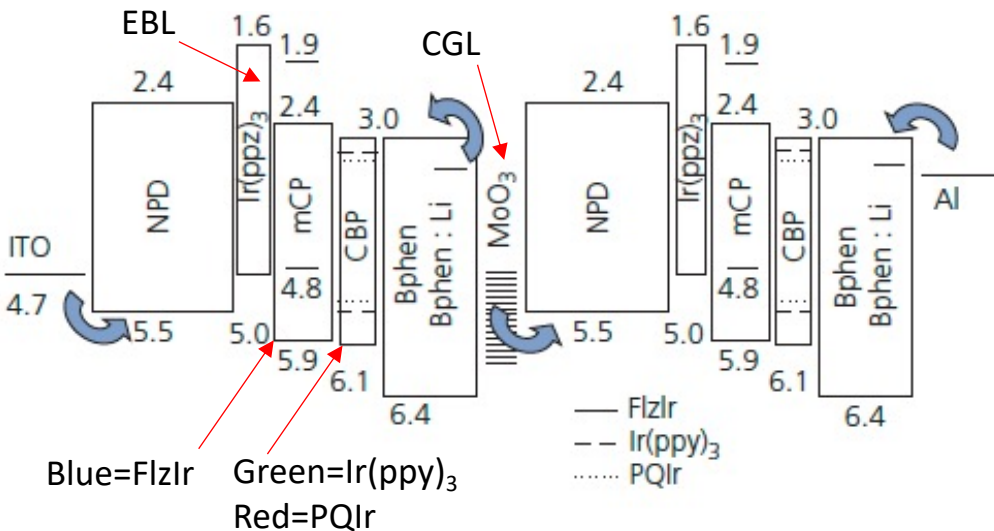 EBL
CGL
1.6
1.9
2.4
2.4
3.0
1.6
1.9
2.4
2.4
3.0
ITO
4.7
NPD
Ir(ppz)3
mCP
CBP
Bphen
Bphen : Li
MoO3
NPD
Ir(ppz)3
mCP
CBP
Bphen
Bphen : Li
Al
4.8
4.8
5.5
5.0
5.9
6.1
6.4
5.5
5.0
5.9
6.1
6.4
FlzIr
Ir(ppy)3
PQIr
Blue=FlzIr
Green=Ir(ppy)3
Red=PQIr